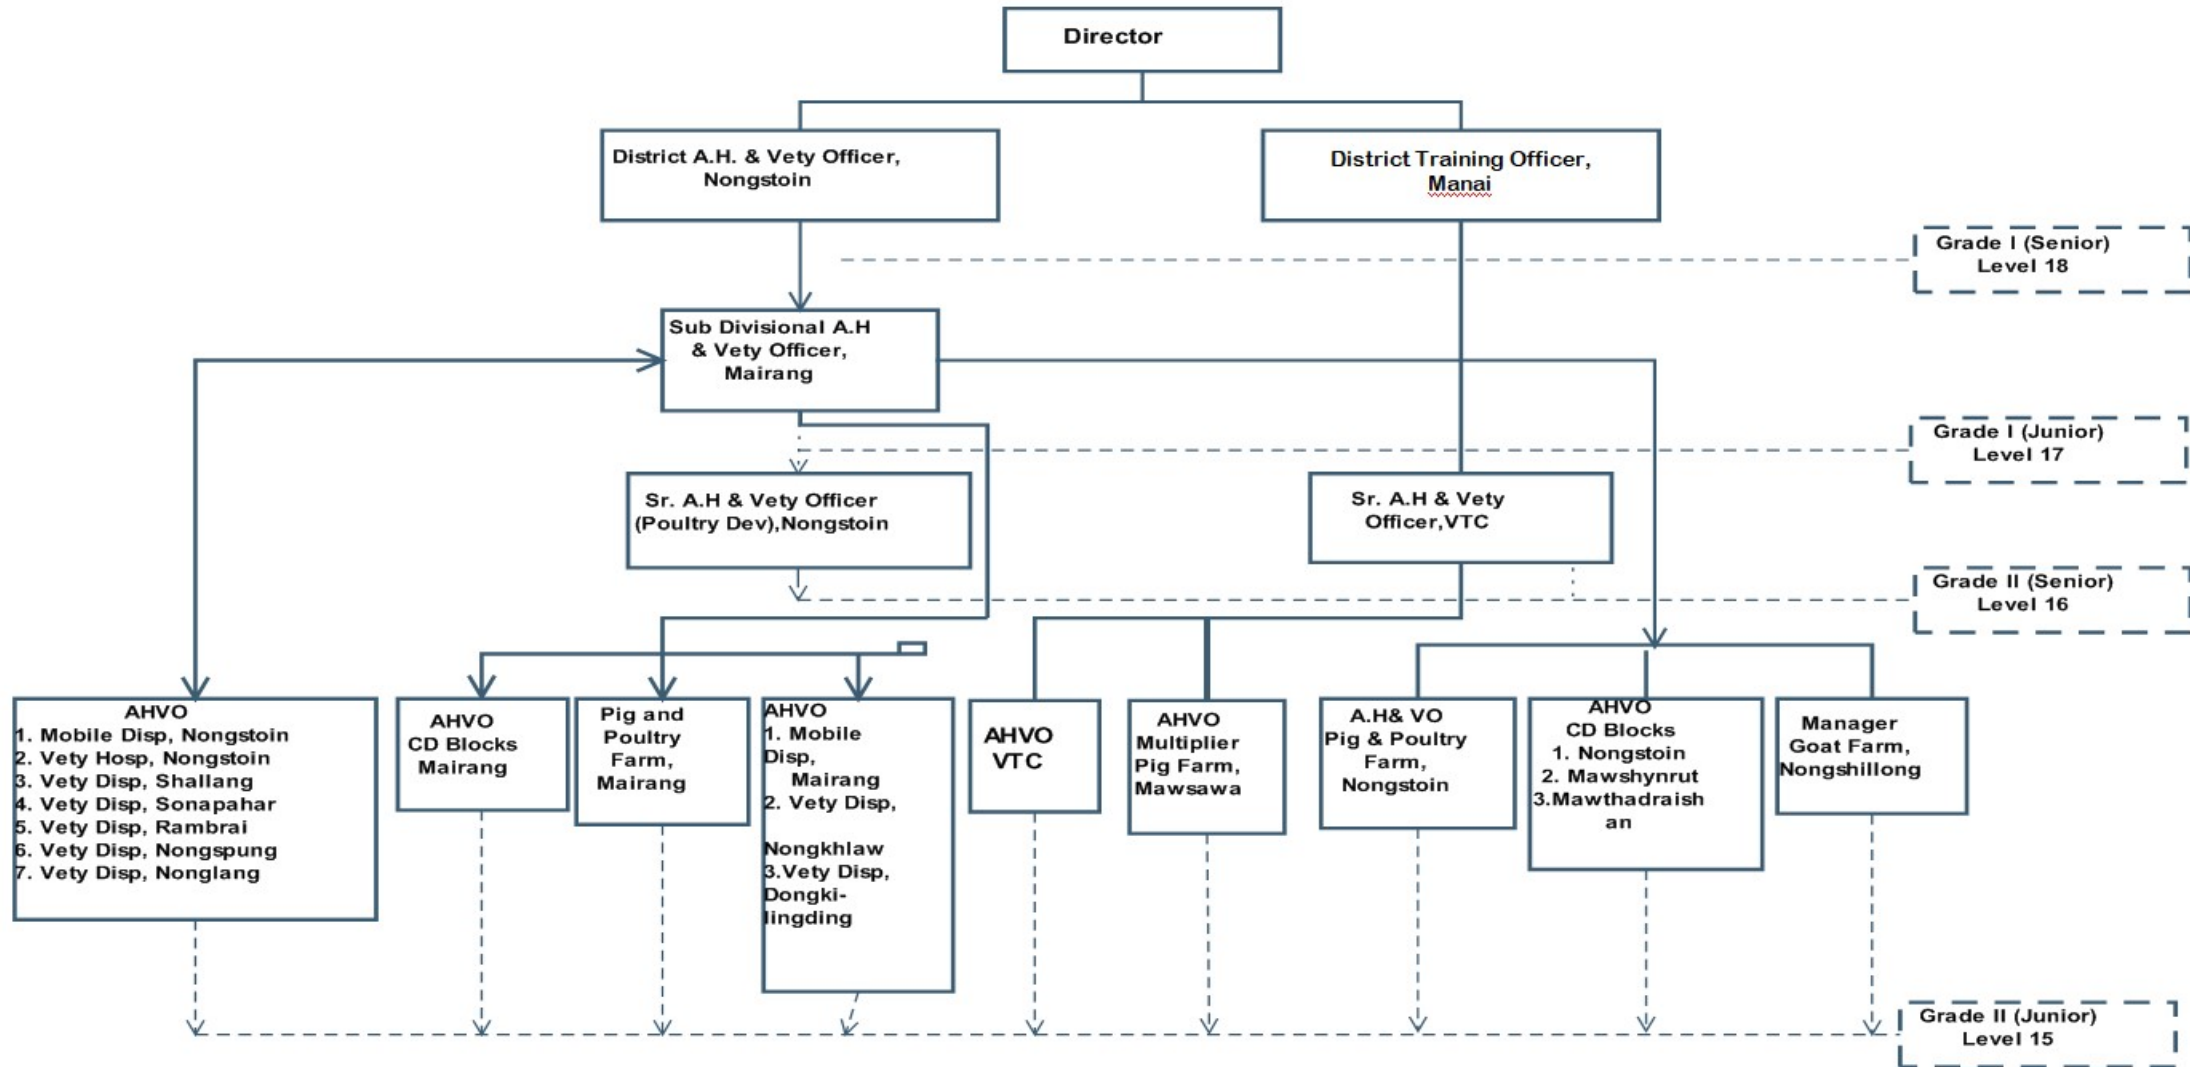 Director
District A.H. & Vety Officer,
Nongstoin
District Training Officer,
Manai
Grade I (Senior)
Level 18
Sub Divisional A.H
& Vety Officer,
Mairang
Grade I (Junior)
Level 17
Sr. A.H & Vety Officer
(Poultry Dev),Nongstoin
Sr. A.H & Vety
Officer,VTC
Grade II (Senior)
Level 16
AHVO
1. Mobile Disp, Nongstoin
2. Vety Hosp, Nongstoin
3. Vety Disp, Shallang
4. Vety Disp, Sonapahar
5. Vety Disp, Rambrai
6. Vety Disp, Nongspung
7. Vety Disp, Nonglang
AHVO
CD Blocks
Mairang
Pig and
Poultry
Farm,
Mairang
AHVO
1. Mobile
Disp,
Mairang
2. Vety Disp,
Nongkhlaw
3.Vety Disp,
Dongki-
lingding
AHVO
VTC
AHVO
Multiplier
Pig Farm,
Mawsawa
A.H& VO
Pig & Poultry
Farm,
Nongstoin
AHVO
CD Blocks
1. Nongstoin
2. Mawshynrut
3.Mawthadraish
an
Manager
Goat Farm,
Nongshillong
Grade II (Junior)
Level 15